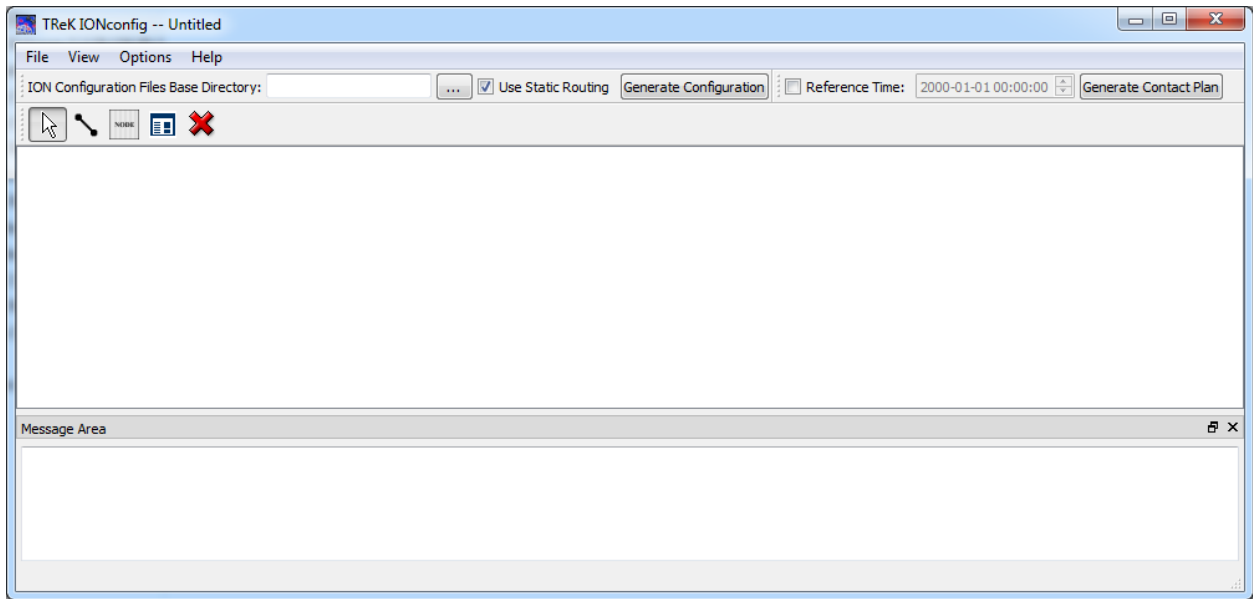 TReK IONconfig -- Untitled
File View Options Help
ION Configuration Files Base Directory: ... Use Static Routing Generate Configuration Reference Time: 2000-01-01 00:00:00 Generate Contact Plan
NODE
Message Area